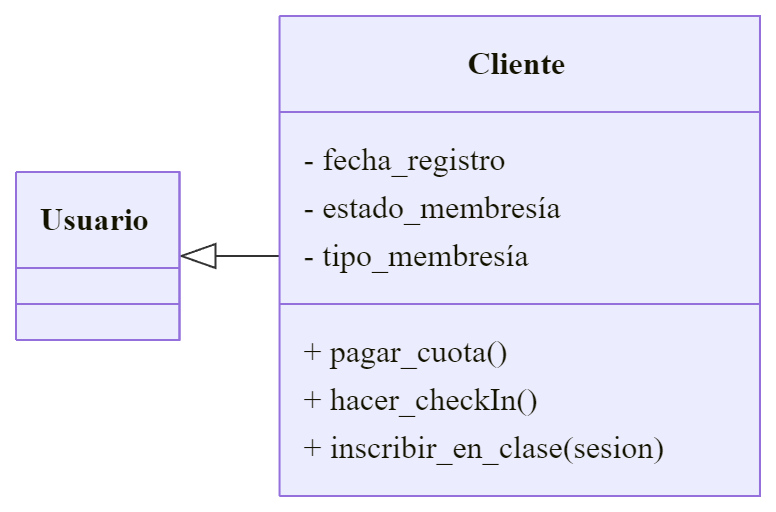 Usuario
Cliente
- fecha_registro
- estado_membresía
- tipo_membresía
+ pagar_cuota()
+ hacer_checkIn()
+ inscribir_en_clase(sesion)